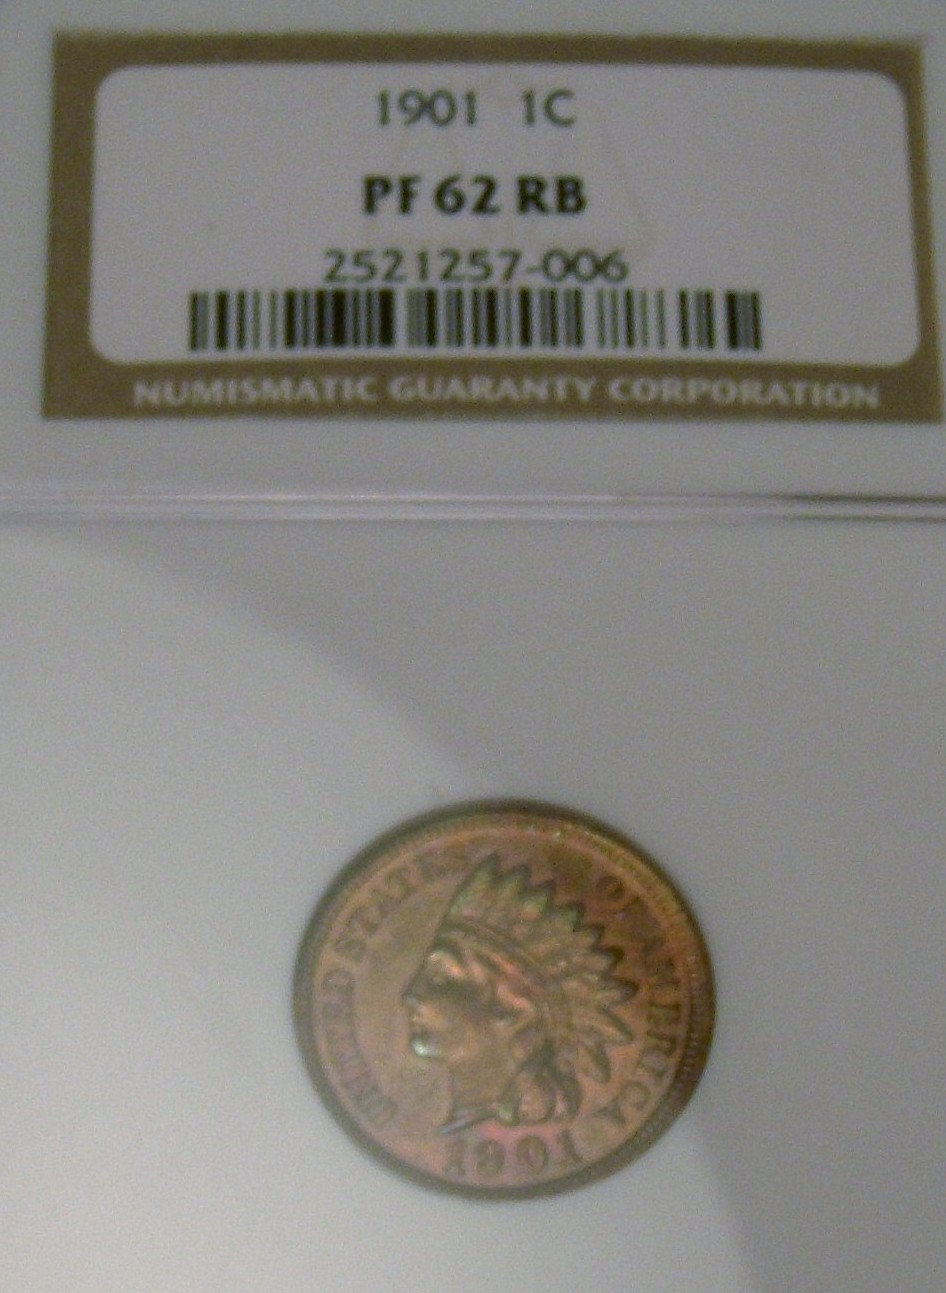 1901 1C
PF 62 RB
2521257-006
NUMISMATIC GUARANTY CORPORATION
UNITED STATES OF AMERICA
1901